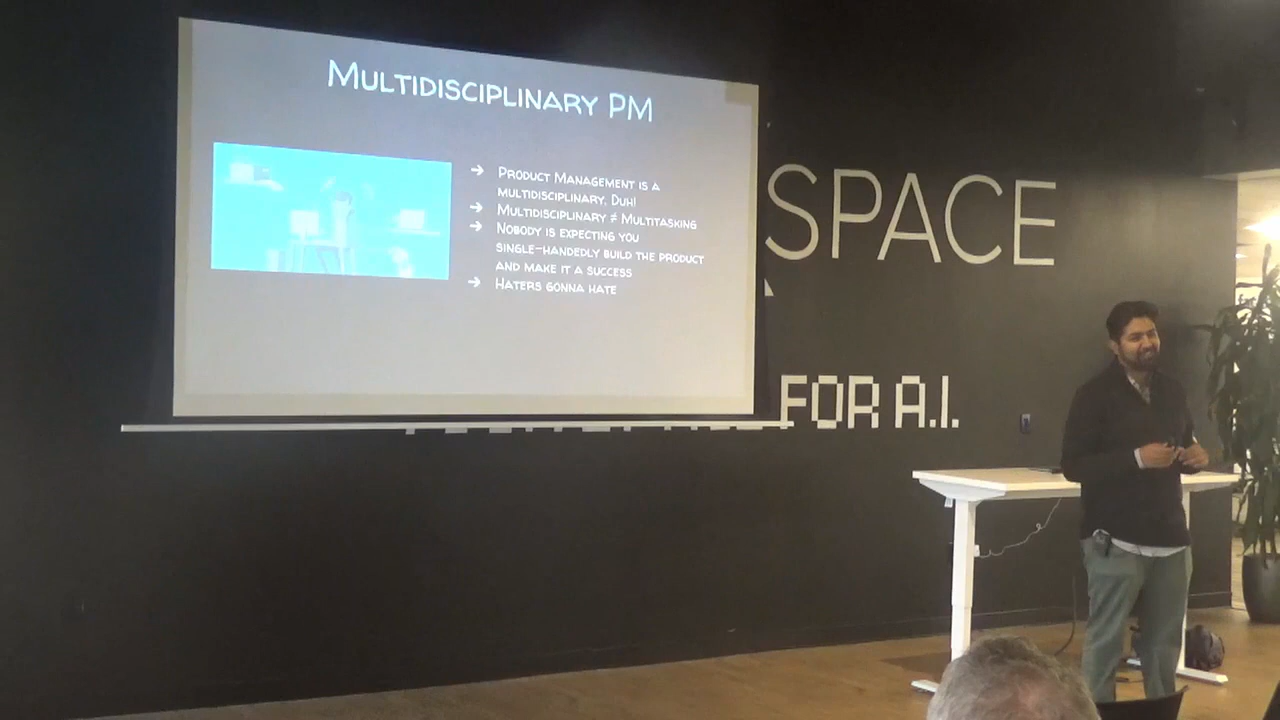 MULTIDISCIPLINARY PM
→ PRODUCT MANAGEMENT IS A
MULTIDISCIPLINARY, DUH!
→ MULTIDISCIPLINARY ≠ MULTITASKING
→ NOBODY IS EXPECTING YOU
SINGLE-HANDEDLY BUILD THE PRODUCT
AND MAKE IT A SUCCESS
→ HATERS GONNA HATE
SPACE
FOR A.I.